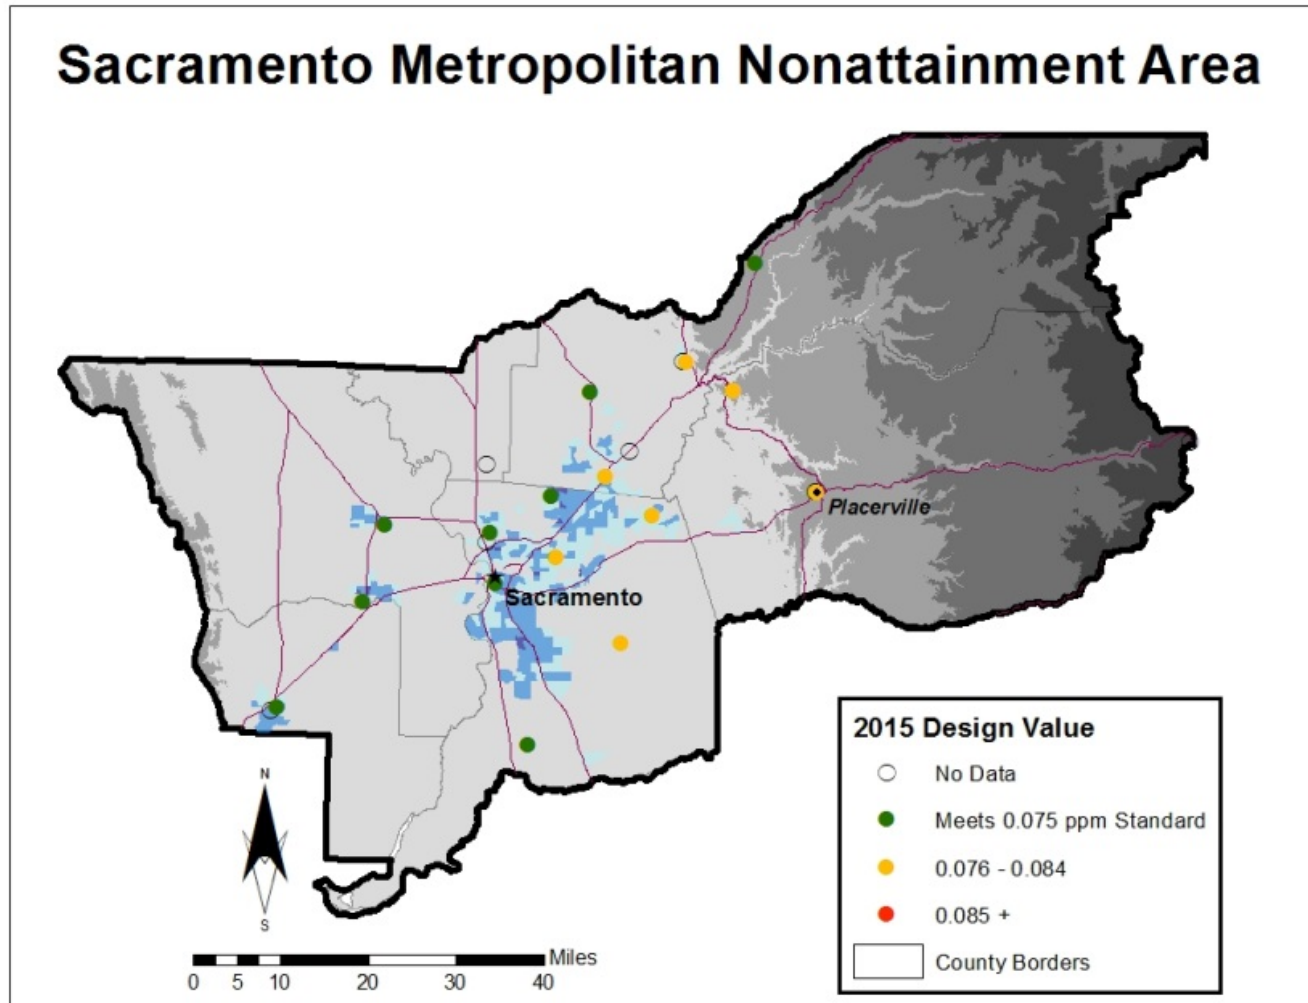 Sacramento Metropolitan Nonattainment Area
Placerville
Sacramento
2015 Design Value
No Data
Meets 0.075 ppm Standard
0.076 - 0.084
0.085 +
County Borders
N
S
Miles
0 5 10 20 30 40